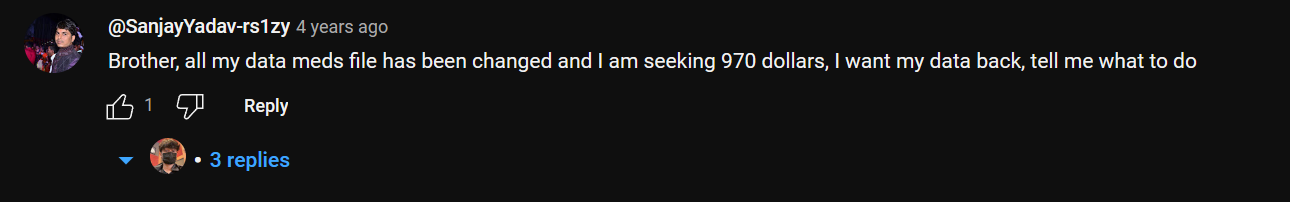 @SanjayYadav-rs1zy 4 years ago
Brother, all my data meds file has been changed and I am seeking 970 dollars, I want my data back, tell me what to do
1 Reply
• 3 replies